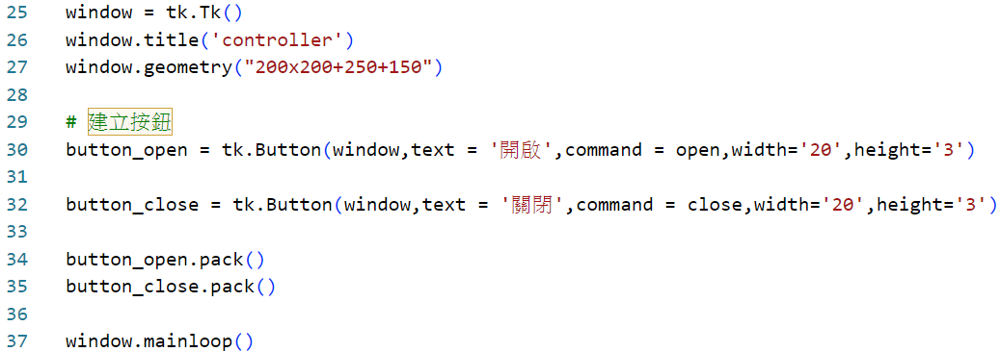 25 window = tk.Tk()
26 window.title('controller')
27 window.geometry("200x200+250+150")
28
29 # 建立按鈕
30 button_open = tk.Button(window,text = '開啟',command = open,width='20',height='3')
31
32 button_close = tk.Button(window,text = '關閉',command = close,width='20',height='3')
33
34 button_open.pack()
35 button_close.pack()
36
37 window.mainloop()